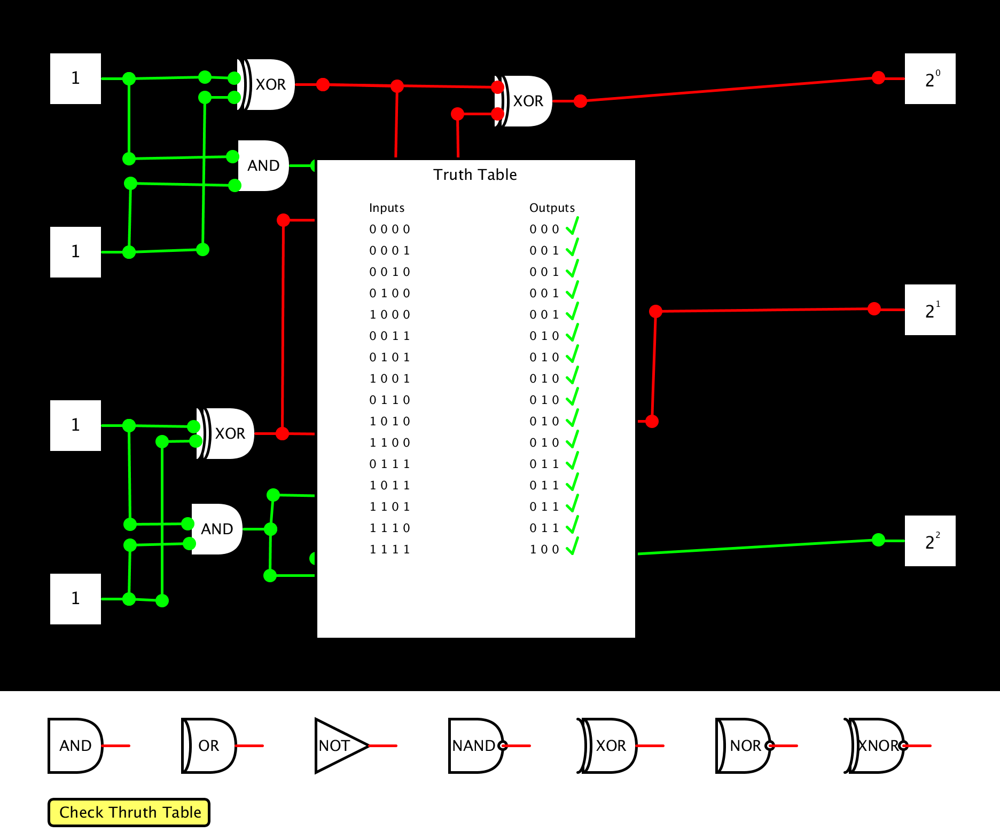 1
XOR
XOR
2⁰
AND
1
Truth Table
Inputs Outputs
0 0 0 0 0 0 0
0 0 0 1 0 0 1
0 0 1 0 0 0 1
0 1 0 0 0 0 1
1 0 0 0 0 0 1
0 0 1 1 0 1 0
0 1 0 1 0 1 0
1 0 0 1 0 1 0
0 1 1 0 0 1 0
1 0 1 0 0 1 0
1 1 0 0 0 1 0
0 1 1 1 0 1 1
1 0 1 1 0 1 1
1 1 0 1 0 1 1
1 1 1 0 0 1 1
1 1 1 1 1 0 0
2¹
1
XOR
AND
2²
1
AND OR NOT NAND XOR NOR XNOR
Check Thruth Table